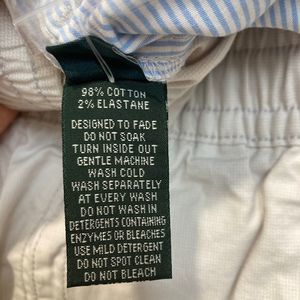 98% COTTON
2% ELASTANE
DESIGNED TO FADE
DO NOT SOAK
TURN INSIDE OUT
GENTLE MACHINE
WASH COLD
WASH SEPARATELY
AT EVERY WASH
DO NOT WASH IN
DETERGENTS CONTAINING
ENZYMES OR BLEACHES
USE MILD DETERGENT
DO NOT SPOT CLEAN
DO NOT BLEACH